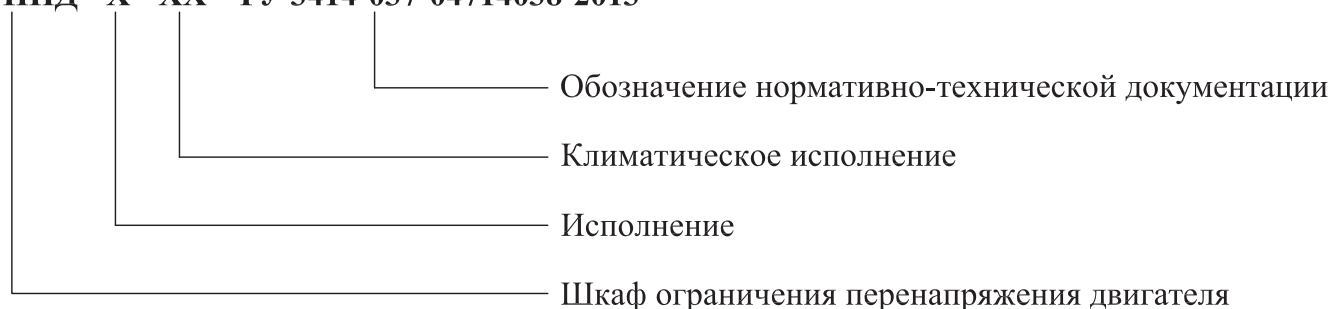 Обозначение нормативно-технической документации
Климатическое исполнение
Исполнение
Шкаф ограничения перенапряжения двигателя